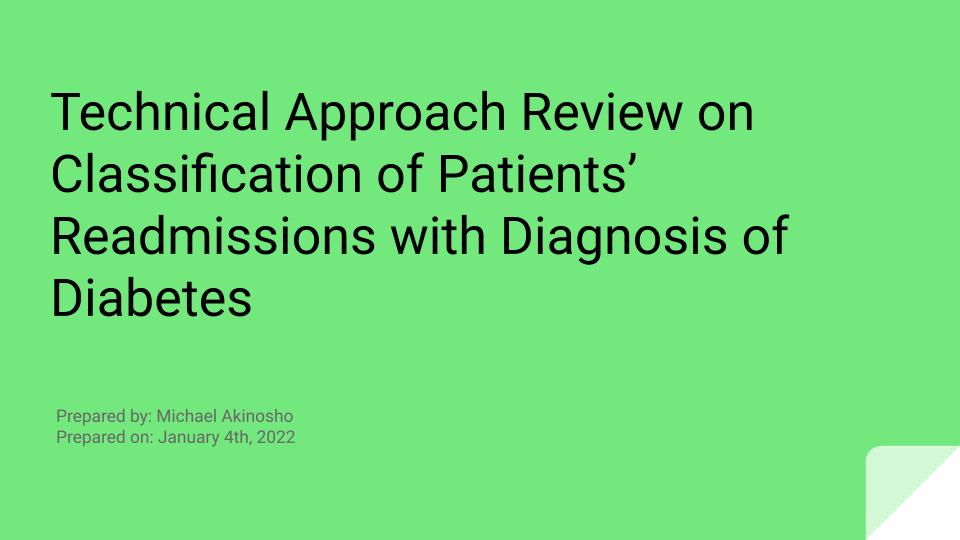 Technical Approach Review on
Classification of Patients’
Readmissions with Diagnosis of
Diabetes
Prepared by: Michael Akinosho
Prepared on: January 4th, 2022